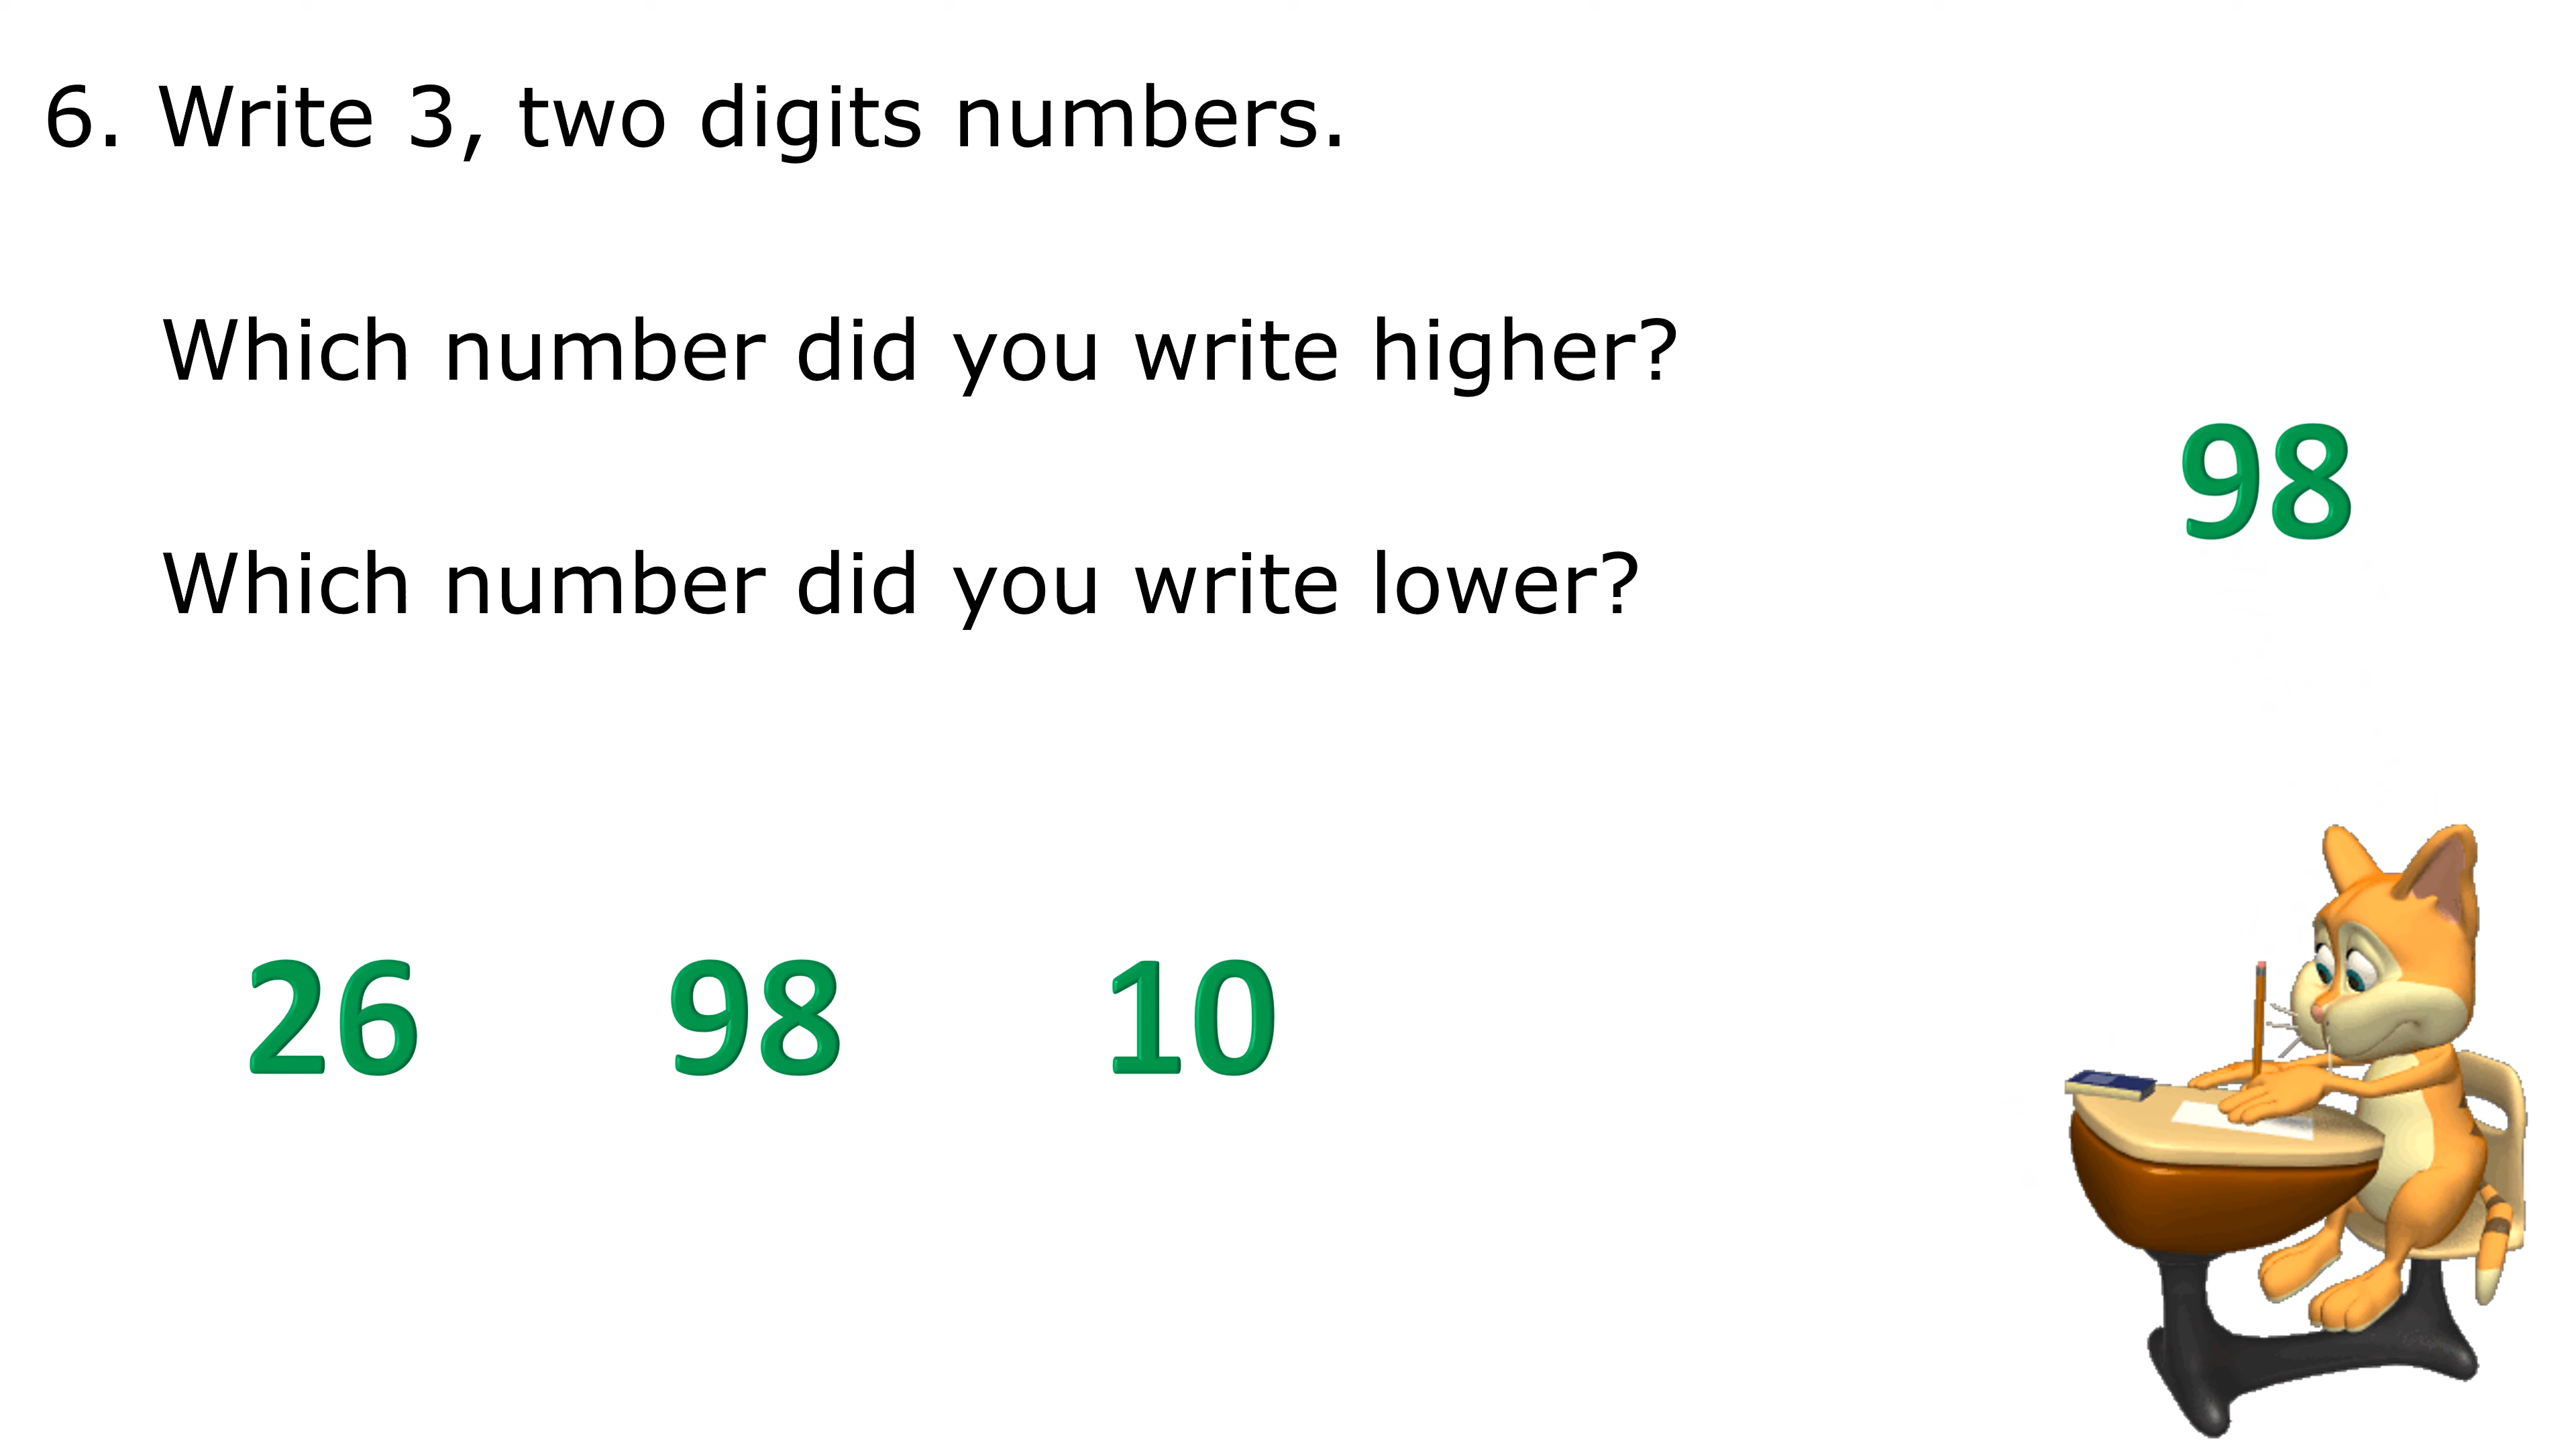 6. Write 3, two digits numbers.
Which number did you write higher?
98
Which number did you write lower?
26 98 10